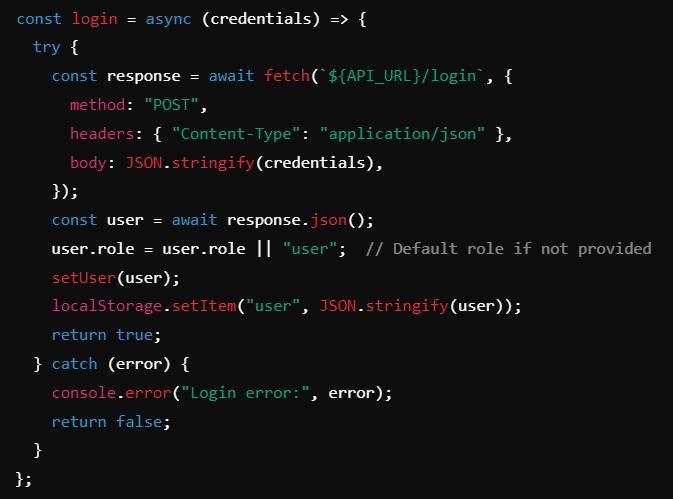 const login = async (credentials) => {
  try {
    const response = await fetch(`${API_URL}/login`, {
      method: "POST",
      headers: { "Content-Type": "application/json" },
      body: JSON.stringify(credentials),
    });
    const user = await response.json();
    user.role = user.role || "user";  // Default role if not provided
    setUser(user);
    localStorage.setItem("user", JSON.stringify(user));
    return true;
  } catch (error) {
    console.error("Login error:", error);
    return false;
  }
};